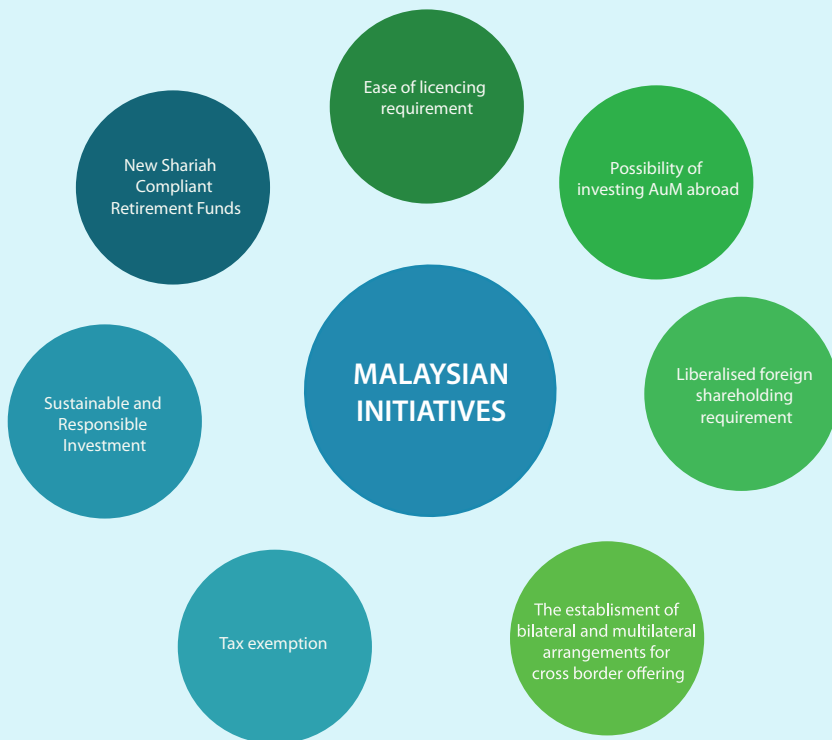 Ease of licencing
requirement
New Shariah
Compliant
Retirement Funds
Possibility of
investing AuM abroad
MALAYSIAN
INITIATIVES
Liberalised foreign
shareholding
requirement
Sustainable and
Responsible
Investment
The establisment of
bilateral and multilateral
arrangements for
cross border offering
Tax exemption